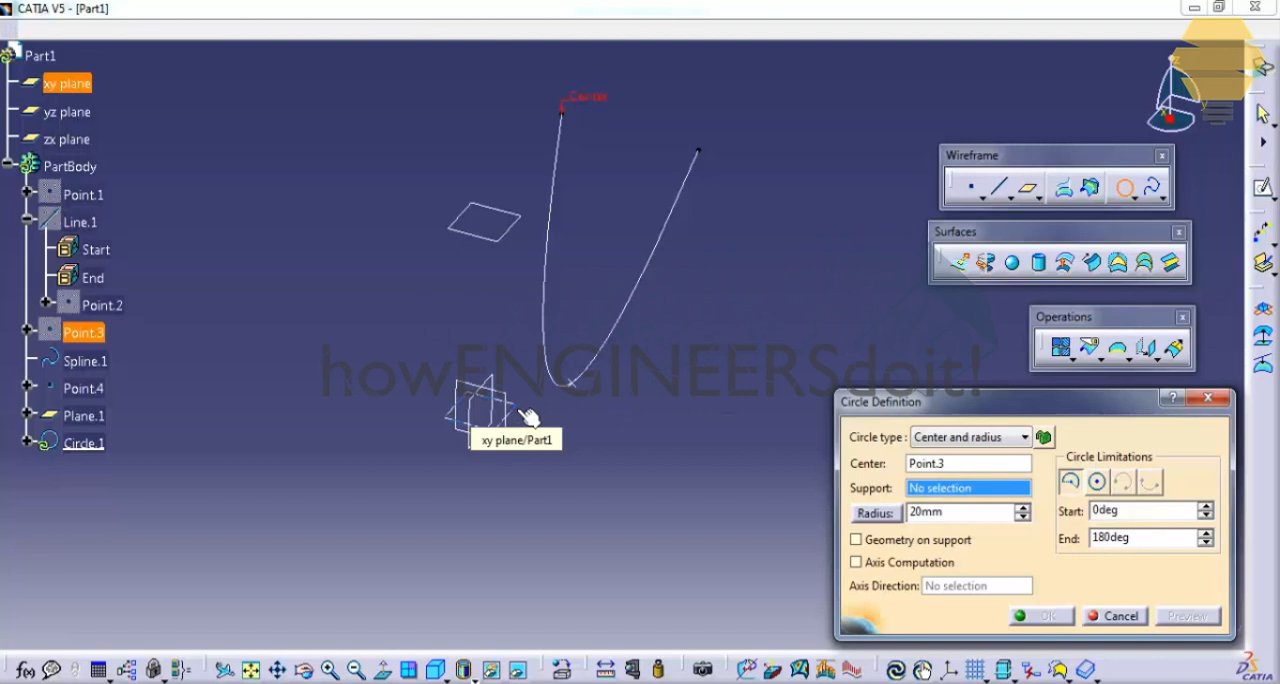 CATIA V5 - [Part1]
Part1
xy plane
yz plane
zx plane
PartBody
Point.1
Line.1
Start
End
Point.2
Point.3
Spline.1
Point.4
Plane.1
Circle.1
Center
z
y
x
howENGINEERSdoit!
xy plane/Part1
Wireframe
Surfaces
Operations
Circle Definition
?
Circle type : Center and radius
Center: Point.3
Support: No selection
Radius: 20mm
Geometry on support
Axis Computation
Axis Direction: No selection
Circle Limitations
Start: 0deg
End: 180deg
OK
Cancel
Preview
f(x)
CATIA